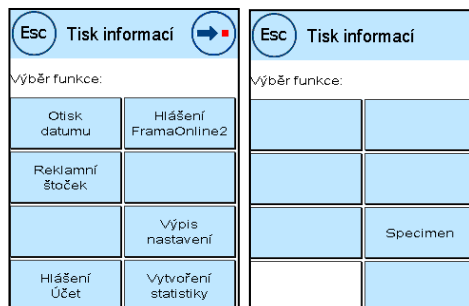 Esc Tisk informací
Výběr funkce:
Otisk
datumu
Hlášení
FramaOnline2
Reklamní
štoček
Výpis
nastavení
Hlášení
Účet
Vytvoření
statistiky
Esc Tisk informací
Výběr funkce:
Specimen